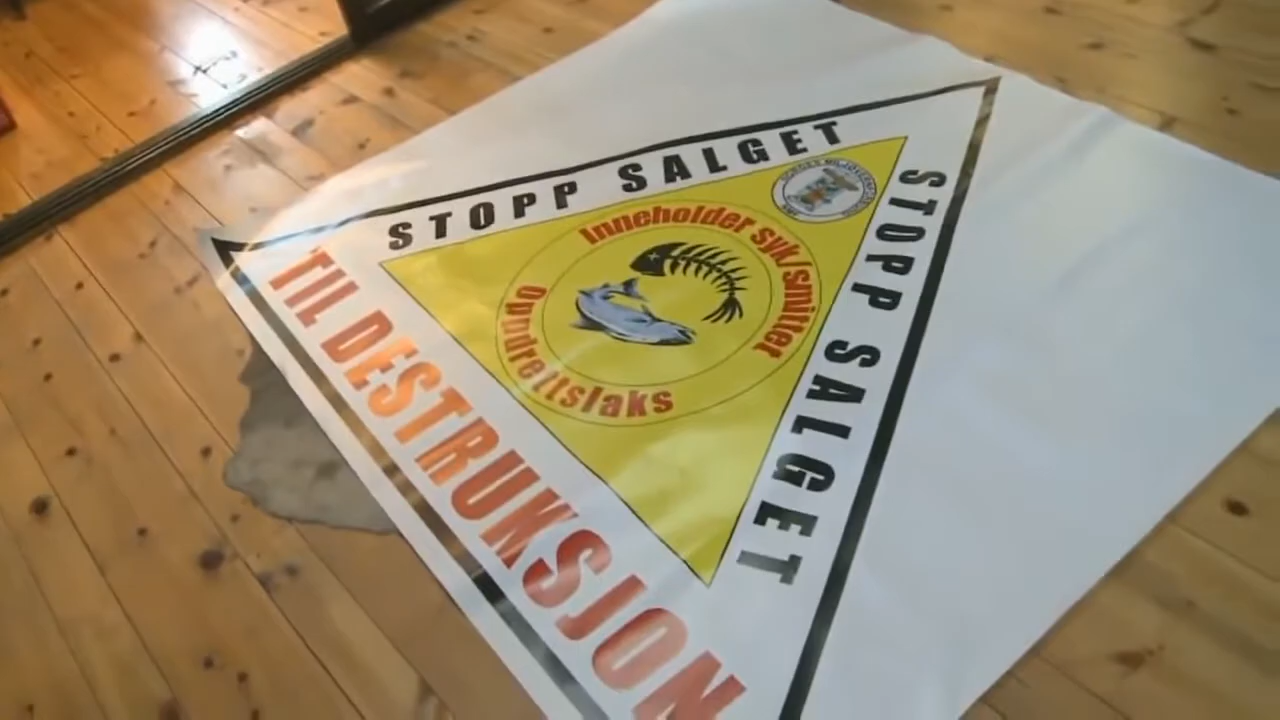 STOPP SALGET
STOPP SALGET
TIL DESTRUKSJON
Inneholder syk/smittet
Oppdrettslaks